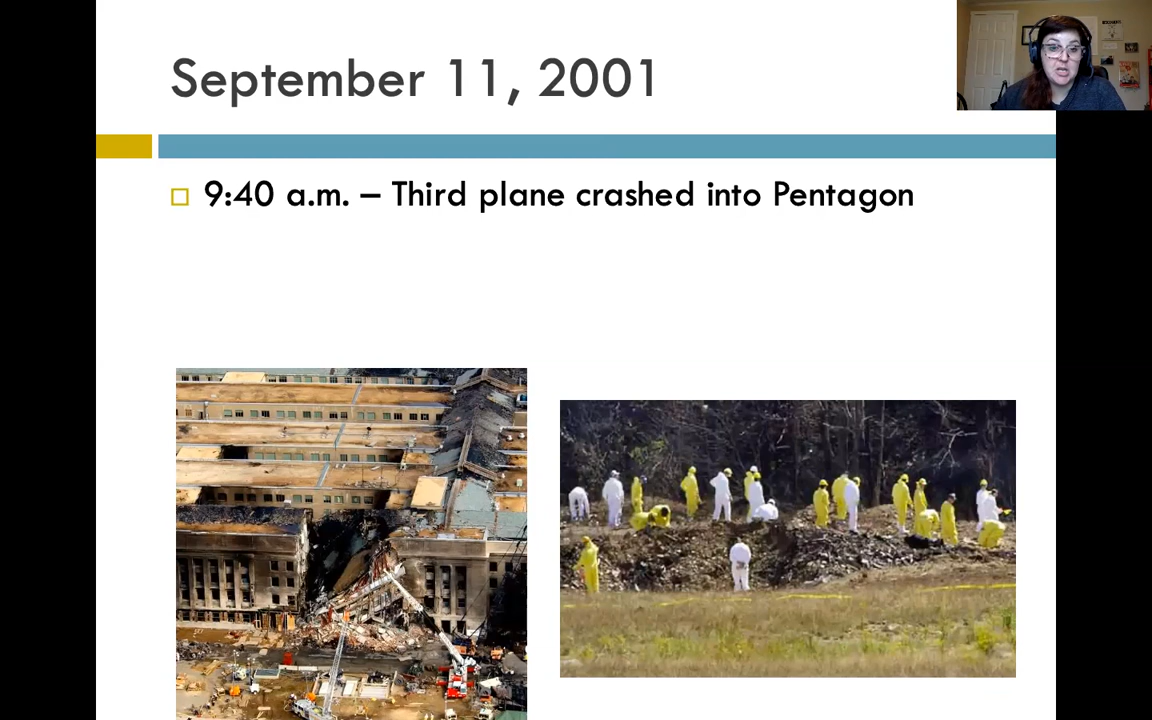 September 11, 2001
9:40 a.m. – Third plane crashed into Pentagon